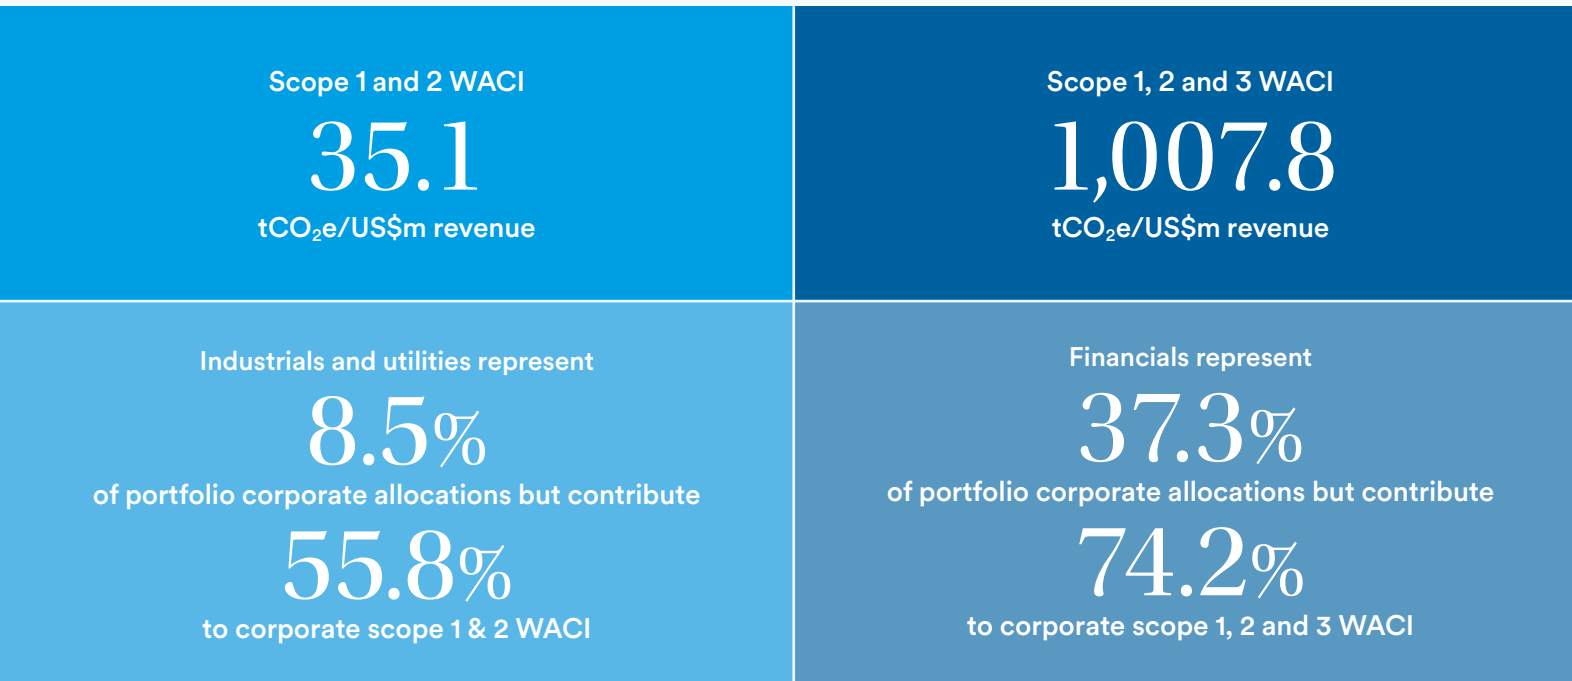 Scope 1 and 2 WACI
35.1
tCO₂e/US$m revenue
Scope 1, 2 and 3 WACI
1,007.8
tCO₂e/US$m revenue
Industrials and utilities represent
8.5%
of portfolio corporate allocations but contribute
55.8%
to corporate scope 1 & 2 WACI
Financials represent
37.3%
of portfolio corporate allocations but contribute
74.2%
to corporate scope 1, 2 and 3 WACI